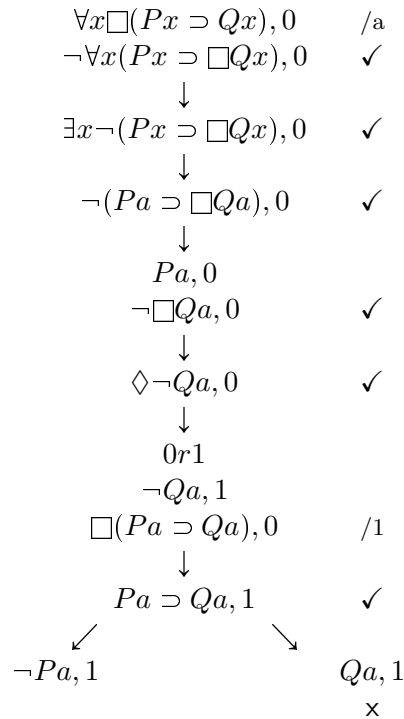 ∀x□(Px ⊃ Qx), 0 /a
¬∀x(Px ⊃ □Qx), 0 ✓
↓
∃x¬(Px ⊃ □Qx), 0 ✓
↓
¬(Pa ⊃ □Qa), 0 ✓
↓
Pa, 0
¬□Qa, 0 ✓
↓
◊¬Qa, 0 ✓
↓
0r1
¬Qa, 1
□(Pa ⊃ Qa), 0 /1
↓
Pa ⊃ Qa, 1 ✓
↙ ↘
¬Pa, 1 Qa, 1
x